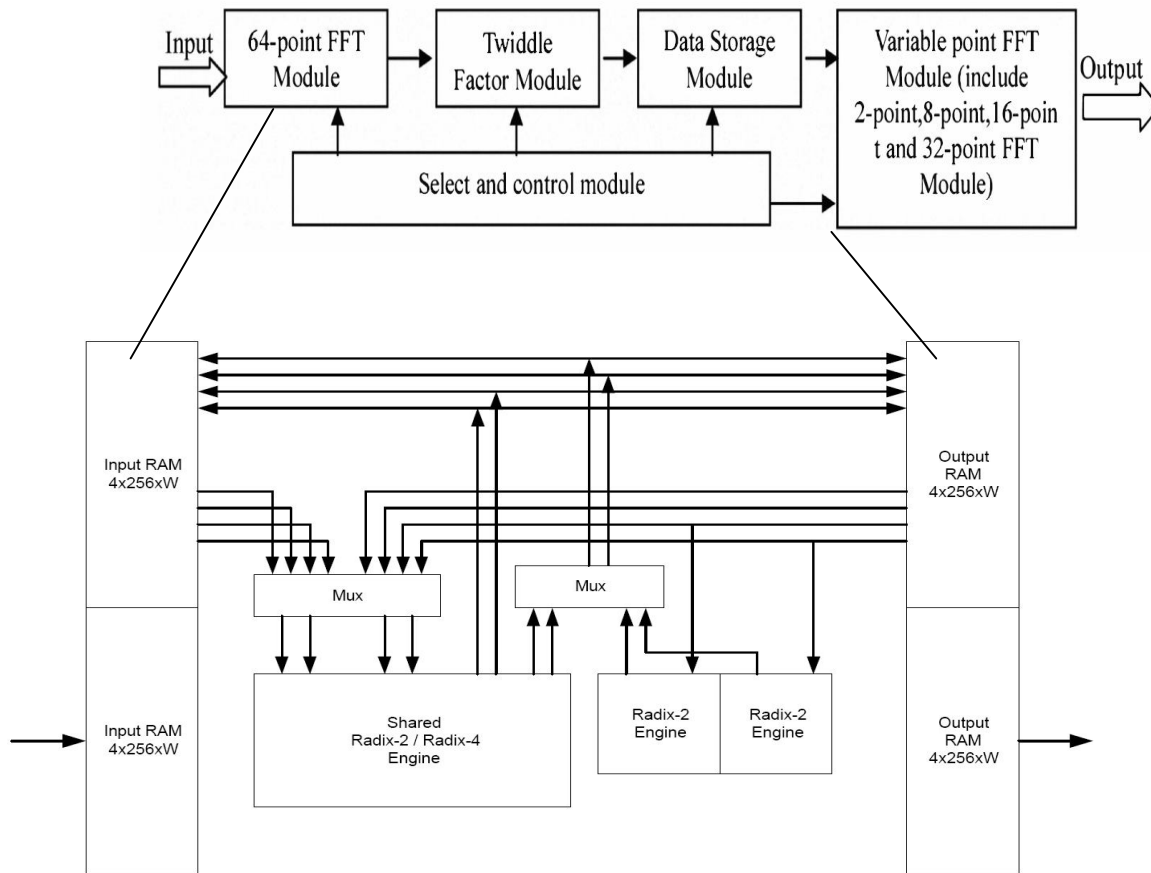 Input
64-point FFT
Module
Twiddle
Factor Module
Data Storage
Module
Variable point FFT
Module (include
2-point,8-point,16-poin
t and 32-point FFT
Module)
Output
Select and control module
Input RAM
4x256xW
Output
RAM
4x256xW
Mux
Mux
Input RAM
4x256xW
Shared
Radix-2 / Radix-4
Engine
Radix-2
Engine
Radix-2
Engine
Output
RAM
4x256xW